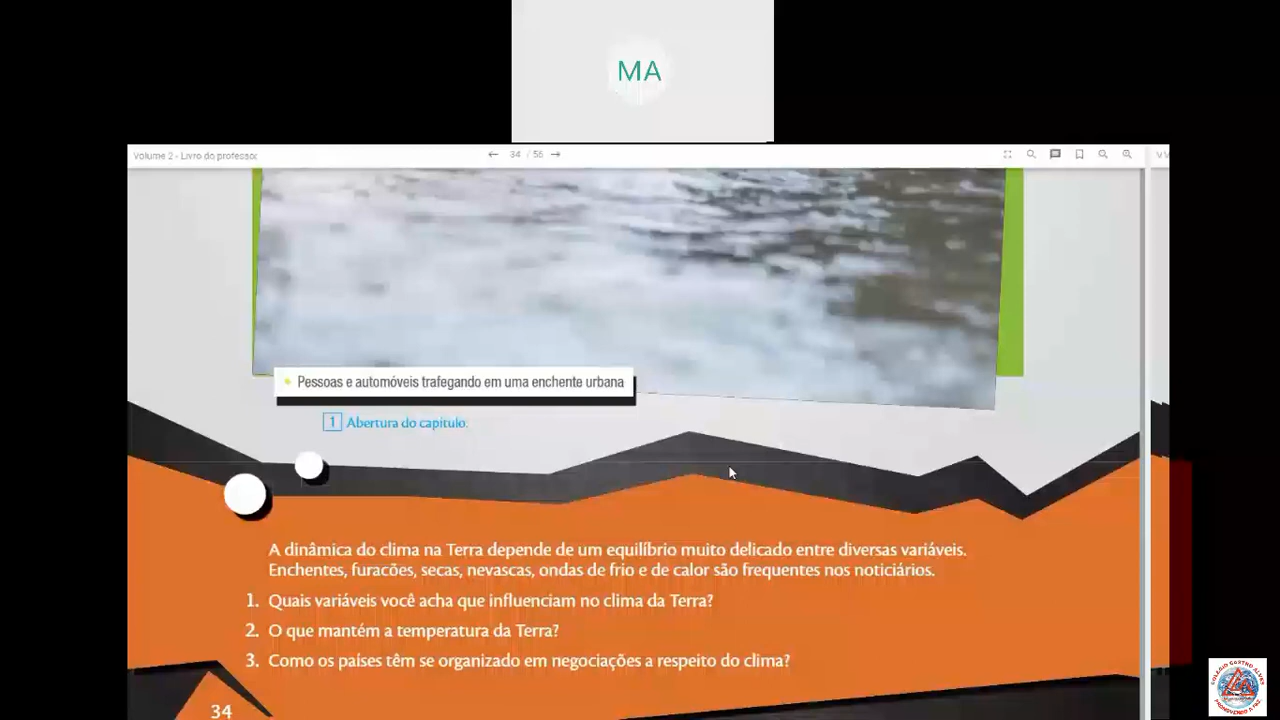 MA
Volume 2 - Livro do professor
34 / 56
Pessoas e automóveis trafegando em uma enchente urbana
1 Abertura do capítulo.
A dinâmica do clima na Terra depende de um equilíbrio muito delicado entre diversas variáveis.
Enchentes, furacões, secas, nevascas, ondas de frio e de calor são frequentes nos noticiários.
1. Quais variáveis você acha que influenciam no clima da Terra?
2. O que mantém a temperatura da Terra?
3. Como os países têm se organizado em negociações a respeito do clima?
34
COLÉGIO CASTRO ALVES